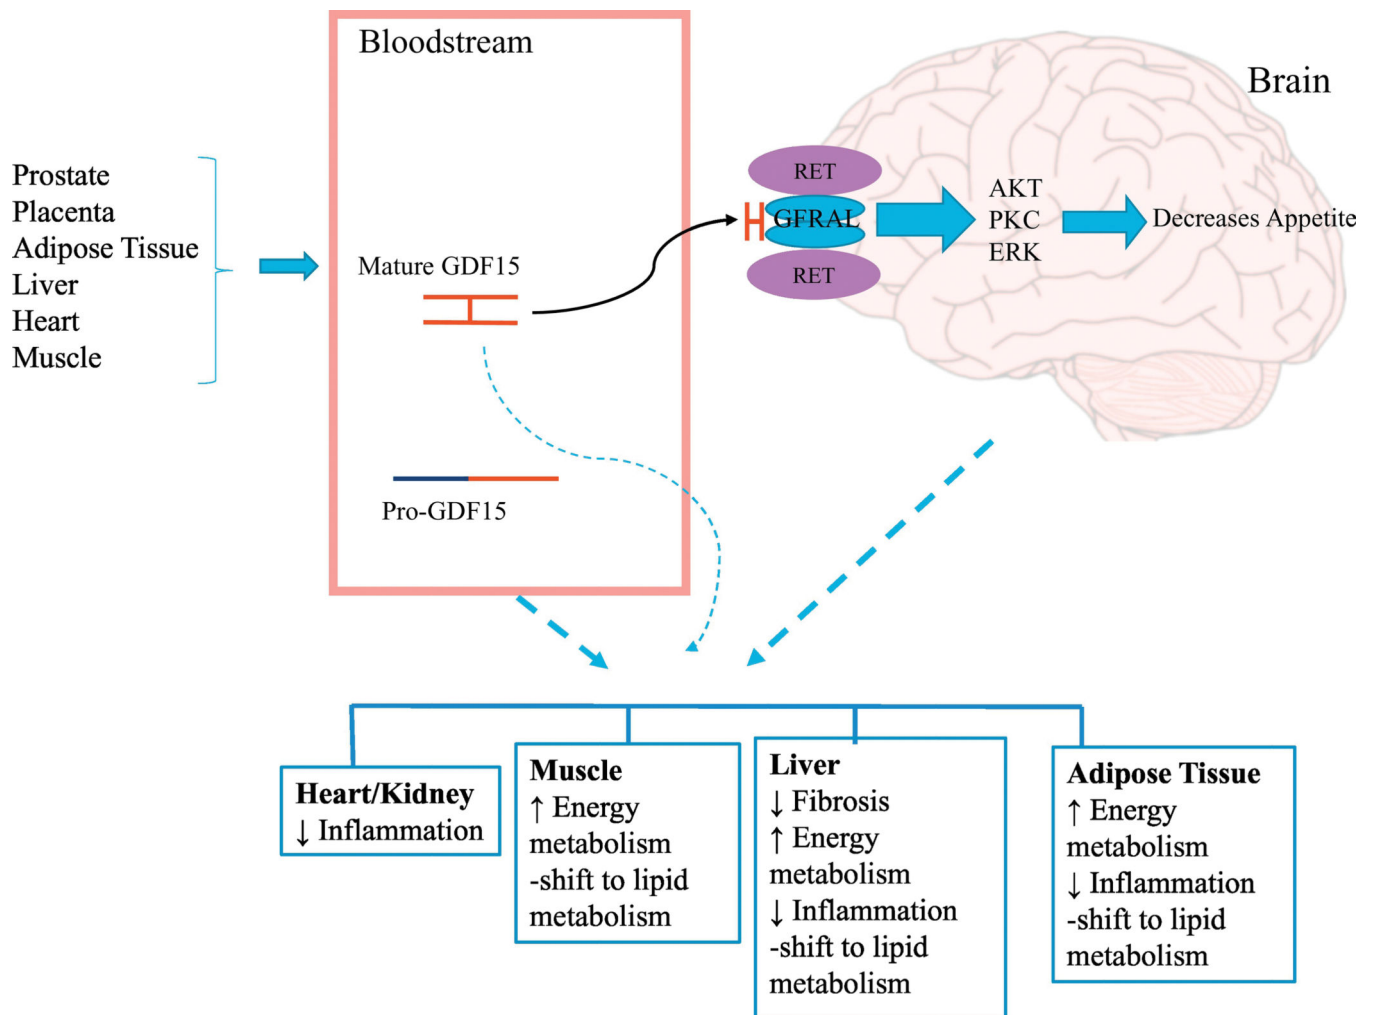 Bloodstream
Brain
Prostate
Placenta
Adipose Tissue
Liver
Heart
Muscle
Mature GDF15
Pro-GDF15
RET
GFRAL
RET
AKT
PKC
ERK
Decreases Appetite
Heart/Kidney
↓ Inflammation
Muscle
↑ Energy
metabolism
-shift to lipid
metabolism
Liver
↓ Fibrosis
↑ Energy
metabolism
↓ Inflammation
-shift to lipid
metabolism
Adipose Tissue
↑ Energy
metabolism
↓ Inflammation
-shift to lipid
metabolism